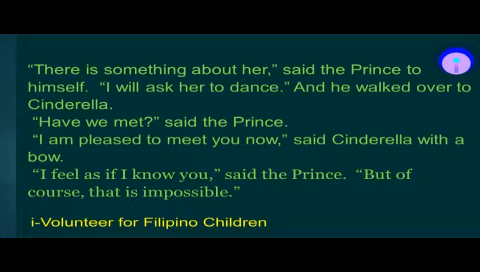 “There is something about her,” said the Prince to
himself.  “I will ask her to dance.” And he walked over to
Cinderella.
“Have we met?” said the Prince.
“I am pleased to meet you now,” said Cinderella with a
bow.
“I feel as if I know you,” said the Prince.  “But of
course, that is impossible.”
i-Volunteer for Filipino Children